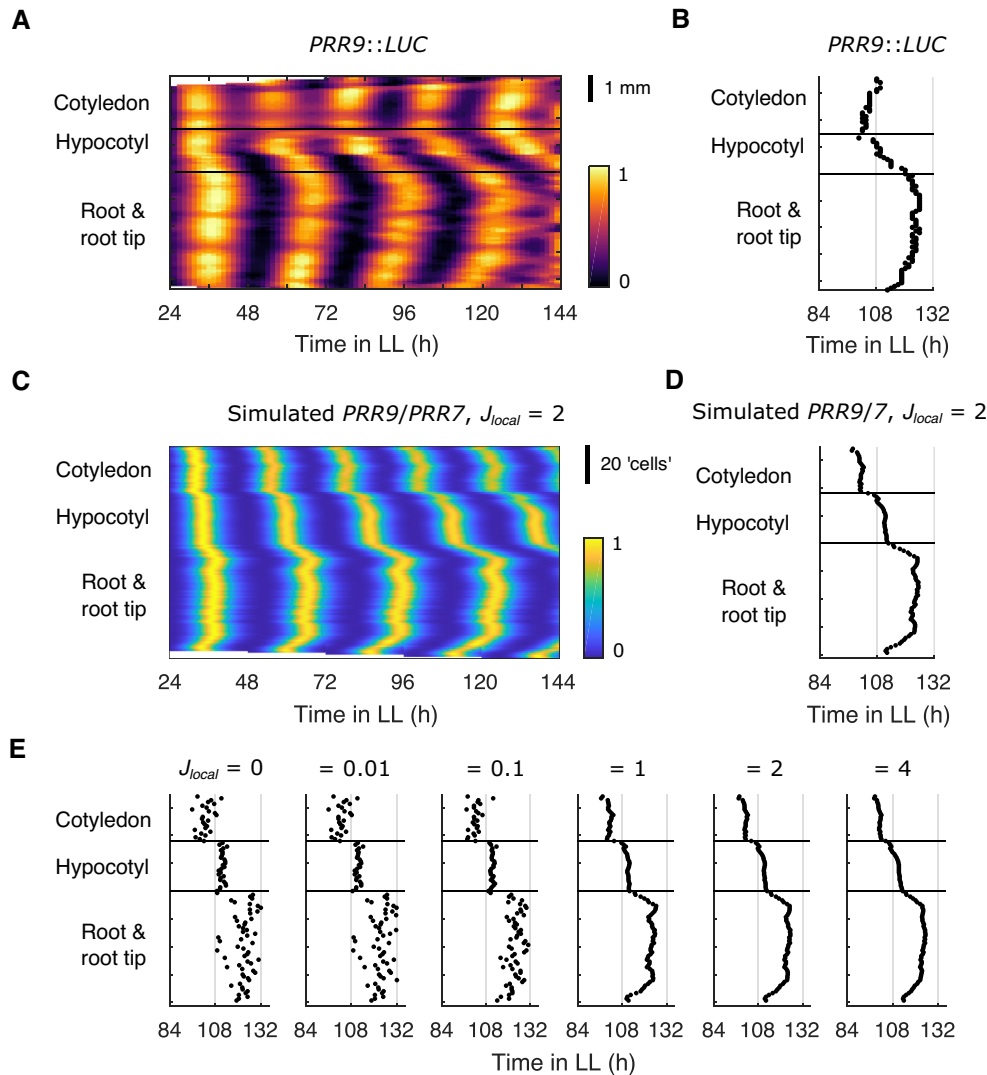 A
PRR9::LUC
Cotyledon
Hypocotyl
Root &
root tip
1 mm
1
0
24 48 72 96 120 144
Time in LL (h)
B
PRR9::LUC
Cotyledon
Hypocotyl
Root &
root tip
84 108 132
Time in LL (h)
C
Simulated PRR9/PRR7, Jlocal = 2
Cotyledon
Hypocotyl
Root &
root tip
20 'cells'
1
0
24 48 72 96 120 144
Time in LL (h)
D
Simulated PRR9/7, Jlocal = 2
Cotyledon
Hypocotyl
Root &
root tip
84 108 132
Time in LL (h)
E
Jlocal = 0 = 0.01 = 0.1 = 1 = 2 = 4
Cotyledon
Hypocotyl
Root &
root tip
84 108 132 84 108 132 84 108 132 84 108 132 84 108 132 84 108 132
Time in LL (h)